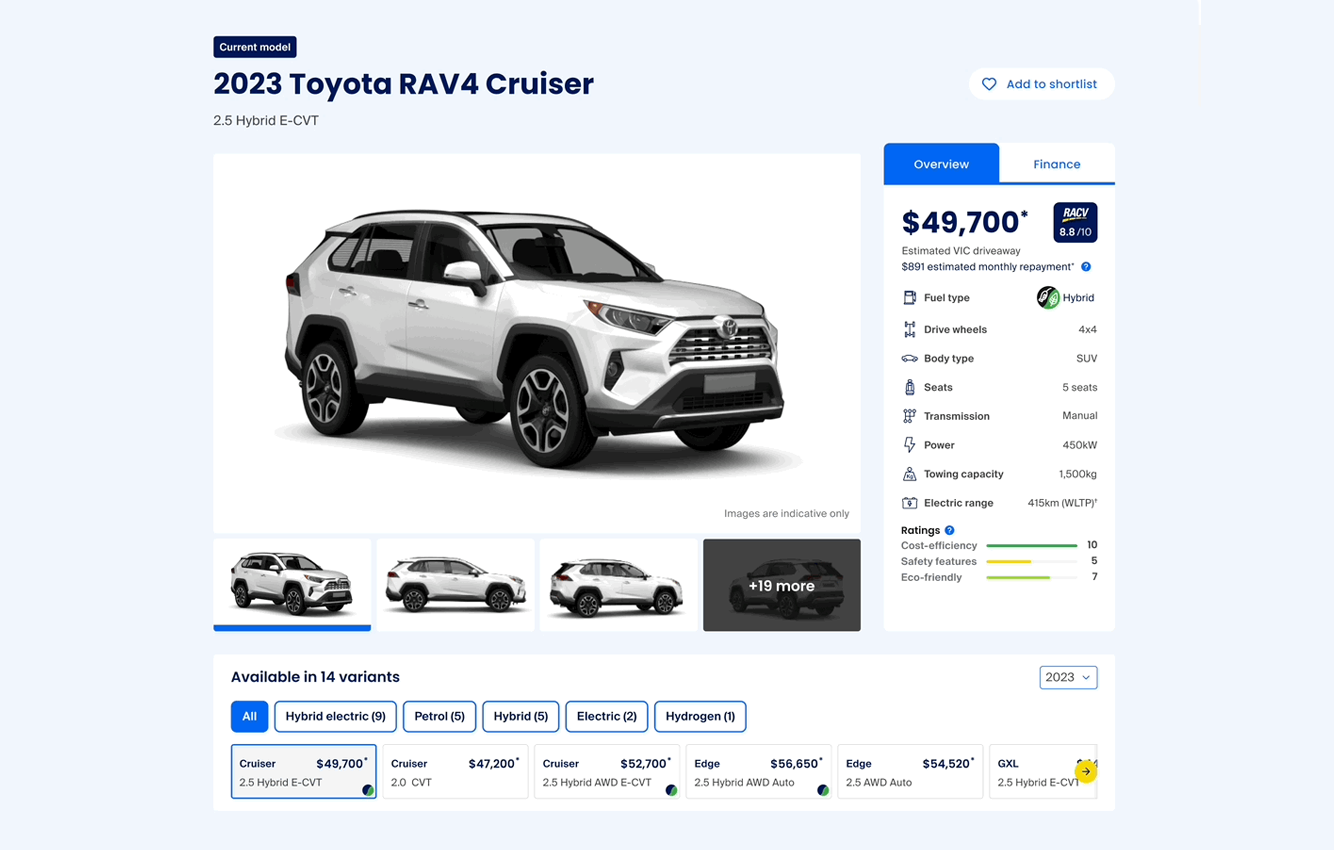 Current model
2023 Toyota RAV4 Cruiser
2.5 Hybrid E-CVT
Add to shortlist
Images are indicative only
+19 more
Overview
Finance
$49,700*
RACV
8.8 /10
Estimated VIC driveaway
$891 estimated monthly repayment* ?
Fuel type Hybrid
Drive wheels 4x4
Body type SUV
Seats 5 seats
Transmission Manual
Power 450kW
Towing capacity 1,500kg
Electric range 415km (WLTP)†
Ratings ?
Cost-efficiency 10
Safety features 5
Eco-friendly 7
Available in 14 variants
2023
All
Hybrid electric (9)
Petrol (5)
Hybrid (5)
Electric (2)
Hydrogen (1)
Cruiser $49,700*
2.5 Hybrid E-CVT
Cruiser $47,200*
2.0 CVT
Cruiser $52,700*
2.5 Hybrid AWD E-CVT
Edge $56,650*
2.5 Hybrid AWD Auto
Edge $54,520*
2.5 AWD Auto
GXL
2.5 Hybrid E-CVT